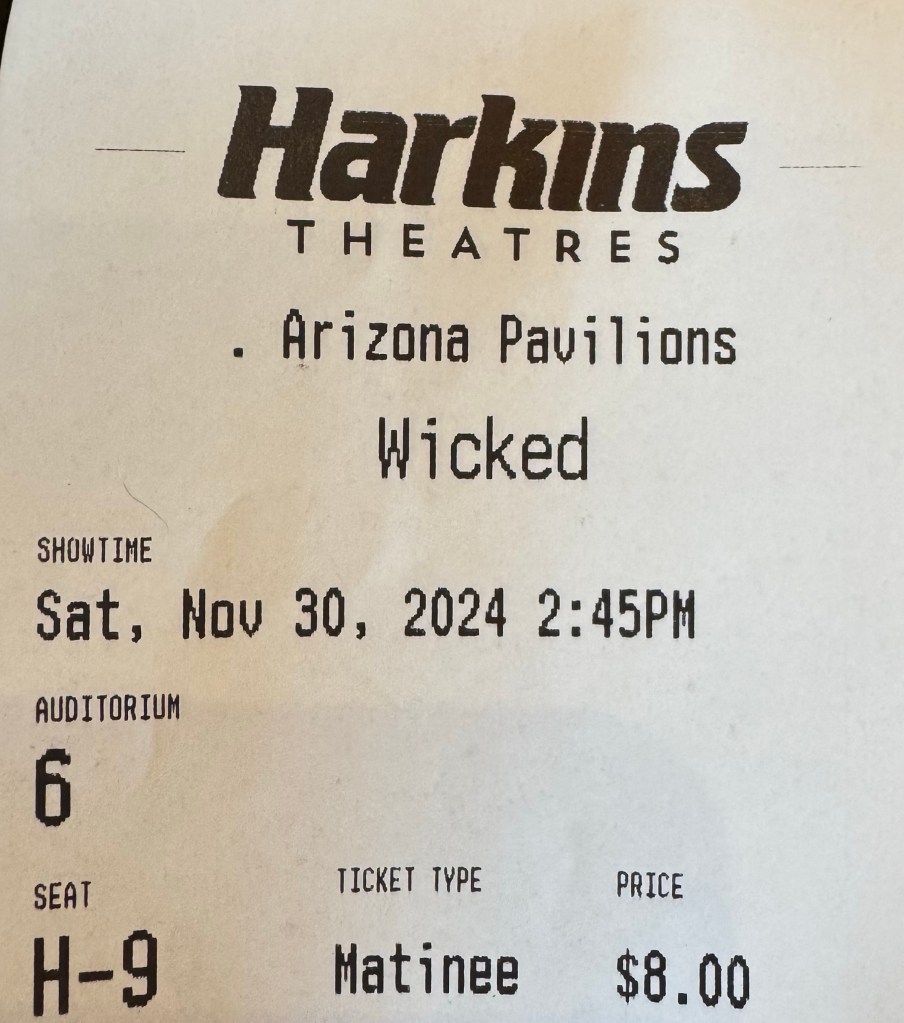 Harkins
THEATRES
. Arizona Pavilions
Wicked
SHOWTIME
Sat, Nov 30, 2024 2:45PM
AUDITORIUM
6
SEAT TICKET TYPE PRICE
H-9 Matinee $8.00